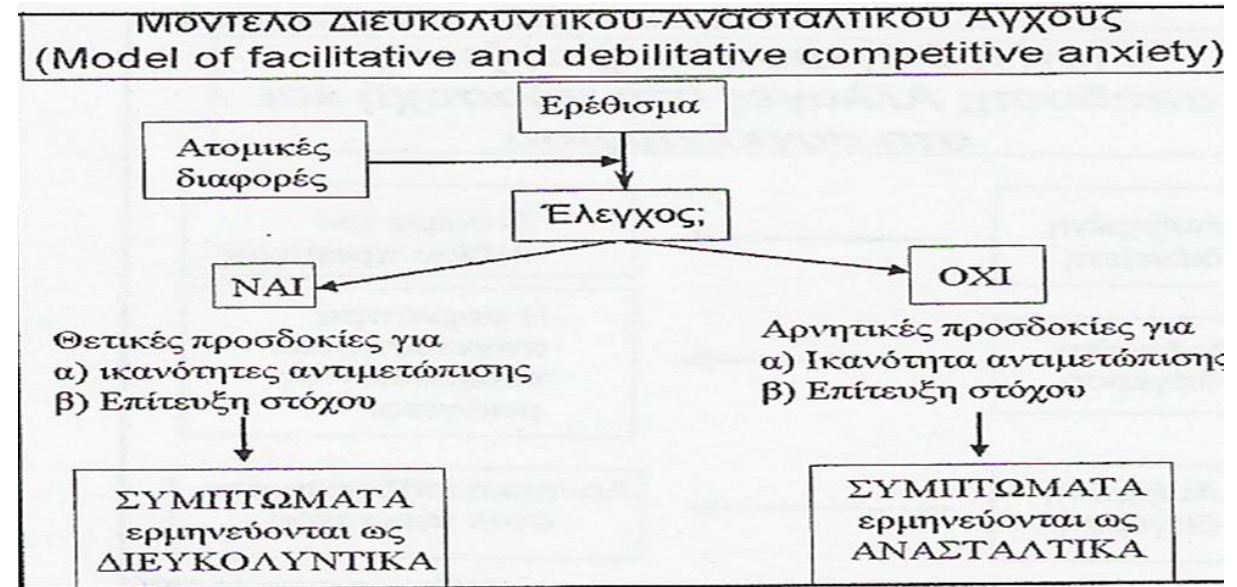 Μοντέλο Διευκολυντικού-Ανασταλτικού Άγχους
(Model of facilitative and debilitative competitive anxiety)
Ερέθισμα
Ατομικές
διαφορές
Έλεγχος;
ΝΑΙ
ΟΧΙ
Θετικές προσδοκίες για
α) ικανότητες αντιμετώπισης
β) Επίτευξη στόχου
Αρνητικές προσδοκίες για
α) Ικανότητα αντιμετώπισης
β) Επίτευξη στόχου
ΣΥΜΠΤΩΜΑΤΑ
ερμηνεύονται ως
ΔΙΕΥΚΟΛΥΝΤΙΚΑ
ΣΥΜΠΤΩΜΑΤΑ
ερμηνεύονται ως
ΑΝΑΣΤΑΛΤΙΚΑ